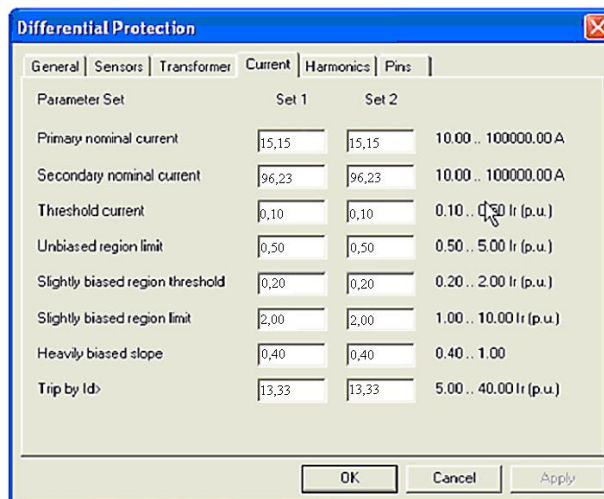 Differential Protection
General Sensors Transformer Current Harmonics Pins
Parameter Set Set 1 Set 2
Primary nominal current 15,15 15,15 10.00 .. 100000.00 A
Secondary nominal current 96,23 96,23 10.00 .. 100000.00 A
Threshold current 0,10 0,10 0.10 .. 0.50 Ir (p.u.)
Unbiased region limit 0,50 0,50 0.50 .. 5.00 Ir (p.u.)
Slightly biased region threshold 0,20 0,20 0.20 .. 2.00 Ir (p.u.)
Slightly biased region limit 2,00 2,00 1.00 .. 10.00 Ir (p.u.)
Heavily biased slope 0,40 0,40 0.40 .. 1.00
Trip by Id> 13,33 13,33 5.00 .. 40.00 Ir (p.u.)
OK Cancel Apply